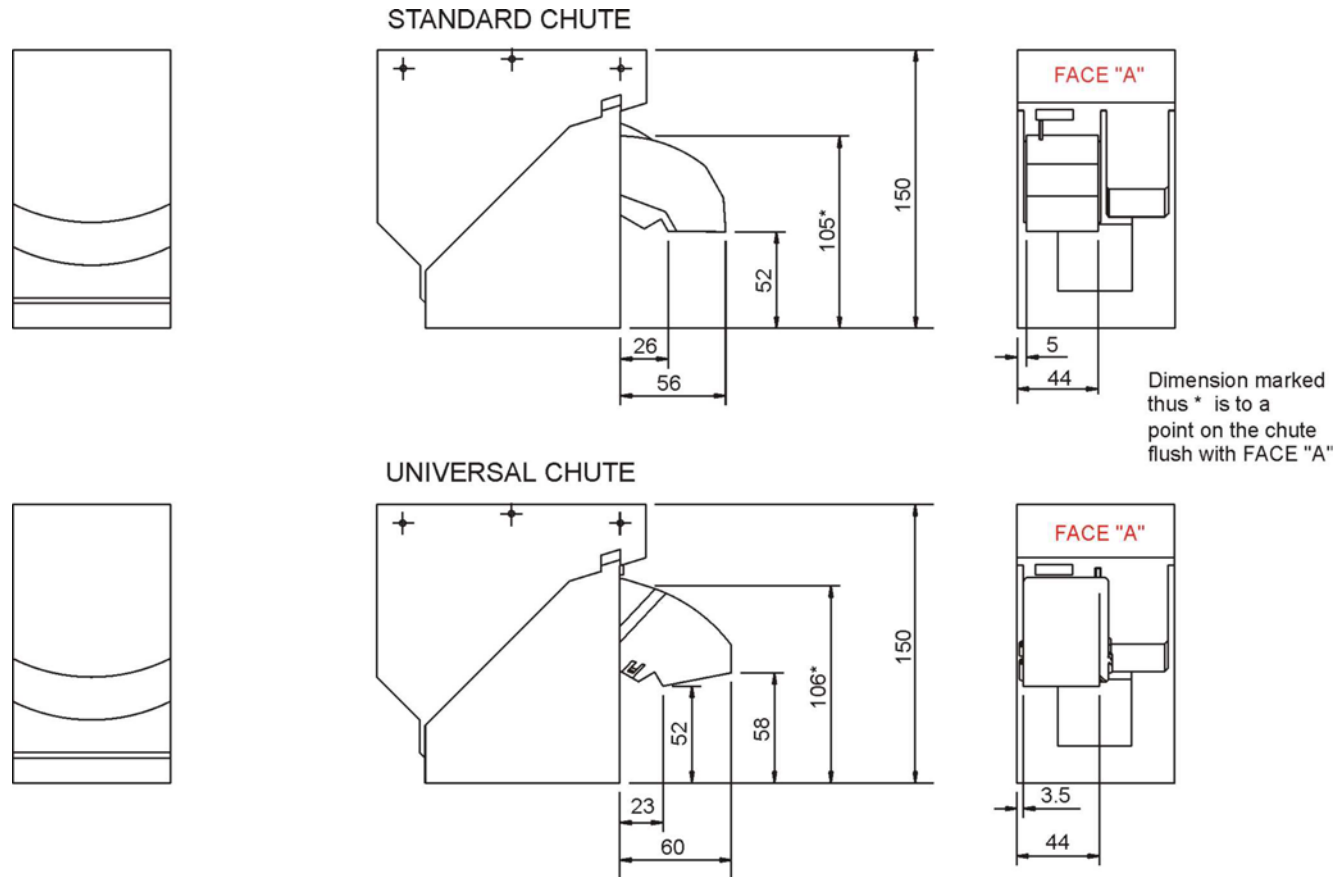 STANDARD CHUTE
FACE "A"
150
105*
52
26
56
5
44
Dimension marked
thus * is to a
point on the chute
flush with FACE "A"
UNIVERSAL CHUTE
FACE "A"
150
106*
58
52
23
60
3.5
44